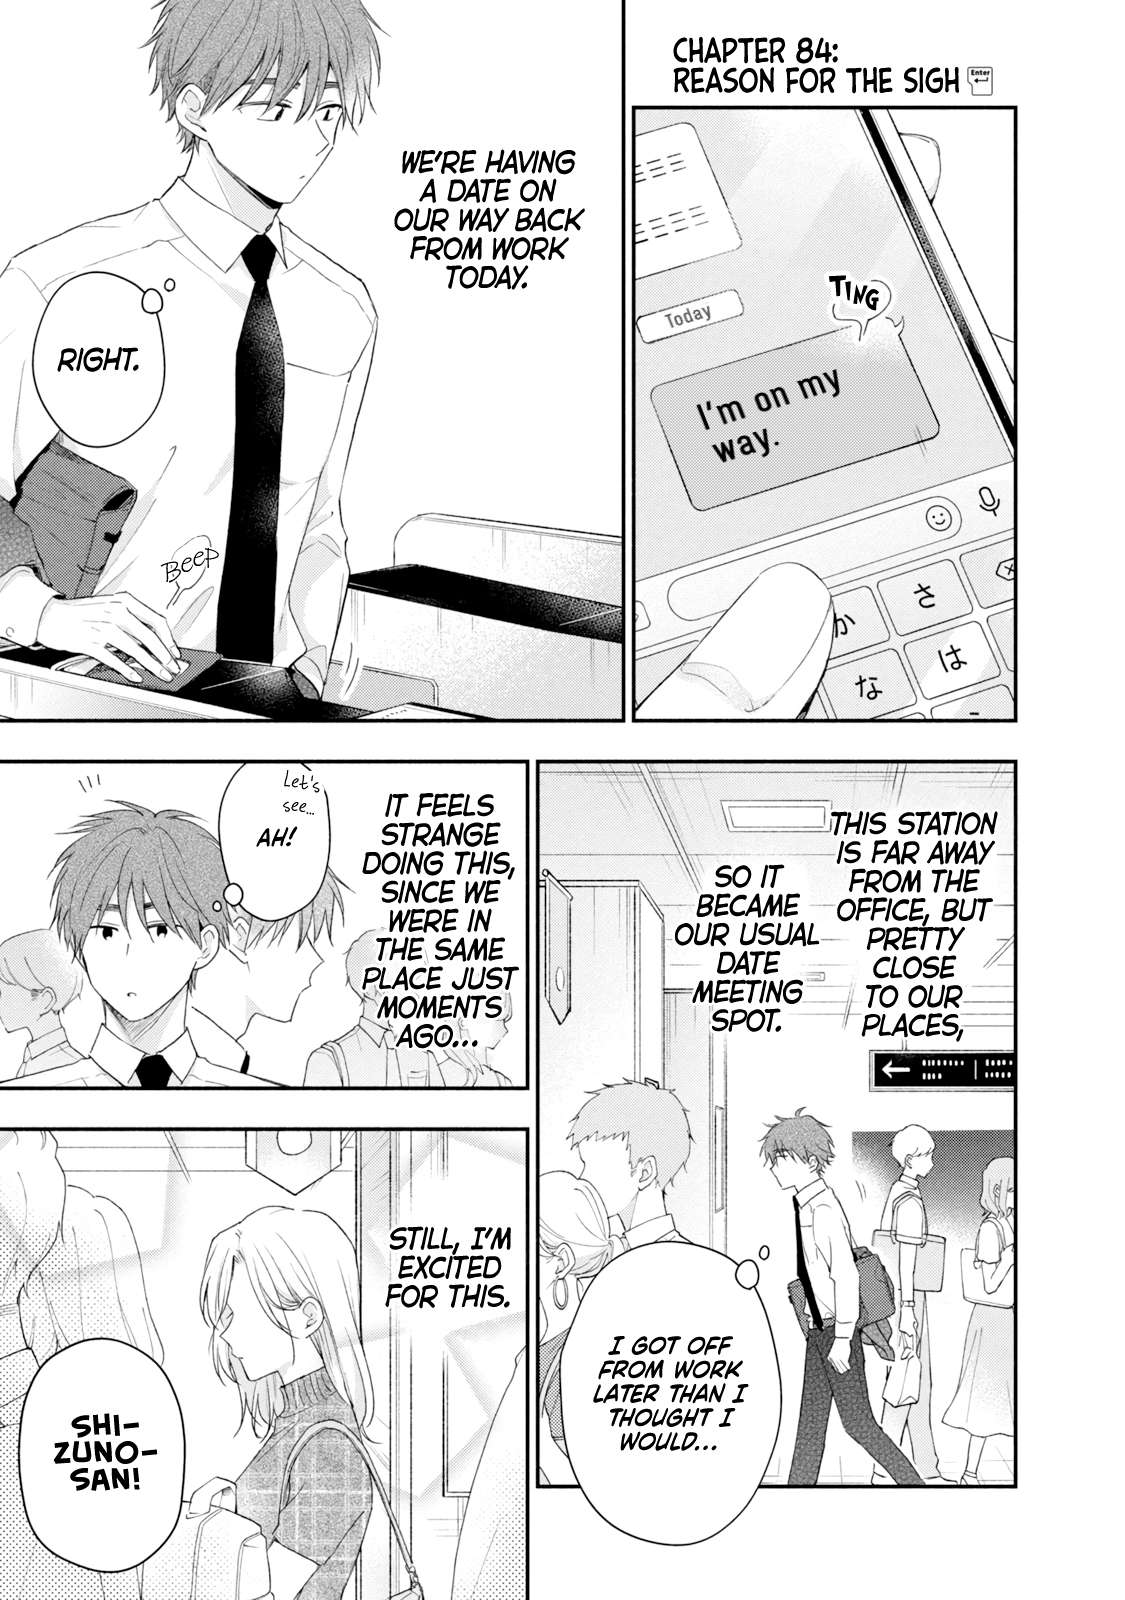 CHAPTER 84:
REASON FOR THE SIGH
Enter
TING
Today
I'm on my
way.
さ
か
は
な
WE'RE HAVING
A DATE ON
OUR WAY BACK
FROM WORK
TODAY.
RIGHT.
BEEP
THIS STATION
IS FAR AWAY
FROM THE
OFFICE, BUT
PRETTY
CLOSE
TO OUR
PLACES,
SO IT
BECAME
OUR USUAL
DATE
MEETING
SPOT.
I GOT OFF
FROM WORK
LATER THAN I
THOUGHT I
WOULD...
IT FEELS
STRANGE
DOING THIS,
SINCE WE
WERE IN
THE SAME
PLACE JUST
MOMENTS
AGO...
Let's
see...
AH!
STILL, I'M
EXCITED
FOR THIS.
SHI-
ZUNO-
SAN!